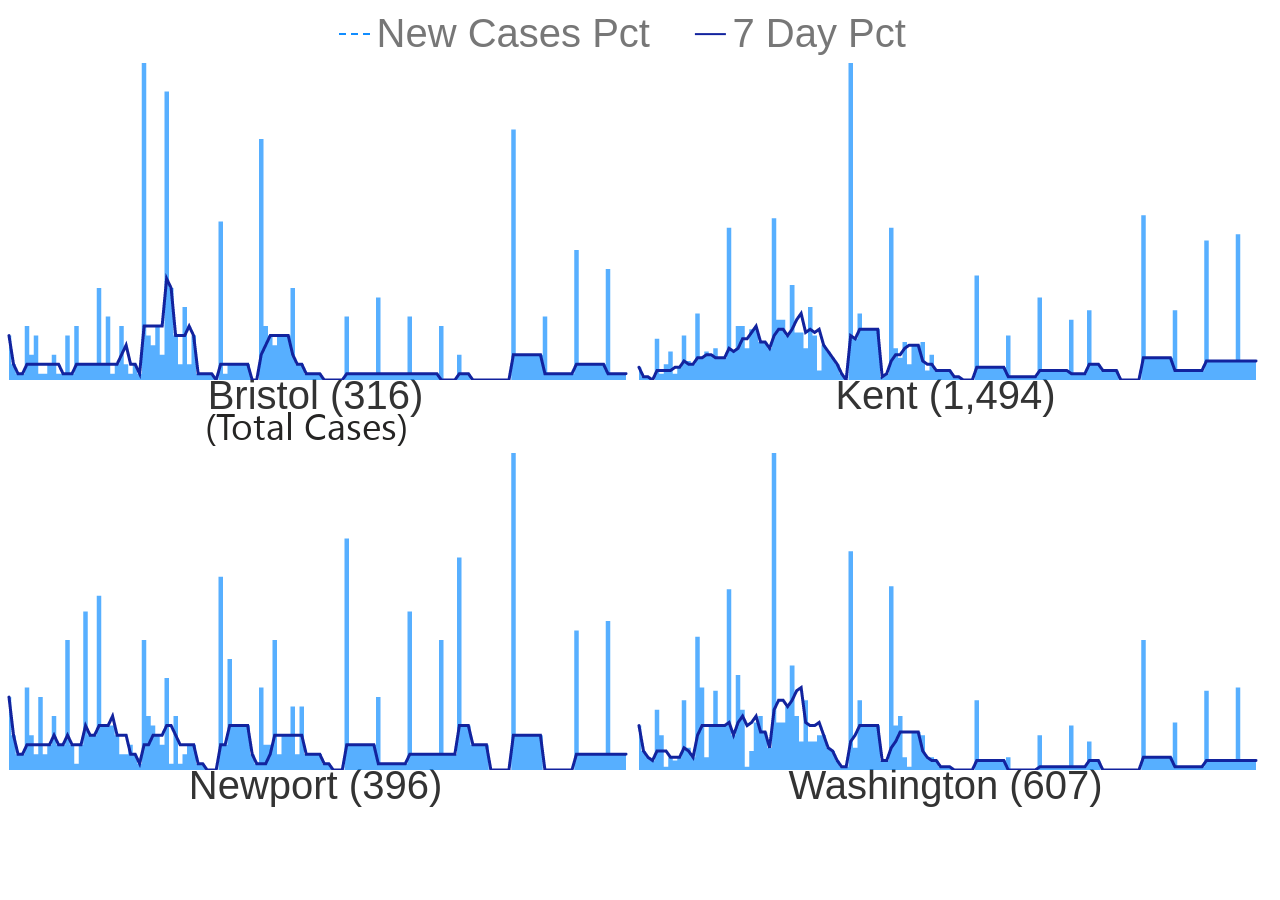 New Cases Pct 7 Day Pct
Bristol (316) Kent (1,494)
(Total Cases)
Newport (396) Washington (607)